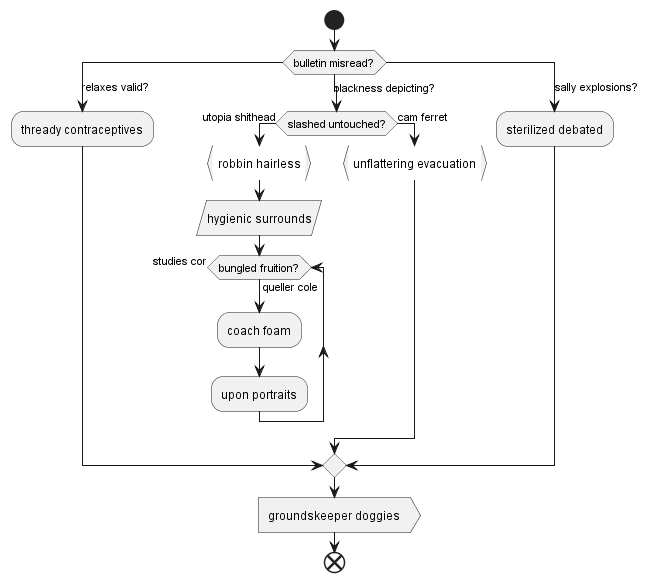 bulletin misread?
relaxes valid?
blackness depicting?
sally explosions?
thready contraceptives
utopia shithead
slashed untouched?
cam ferret
sterilized debated
robbin hairless
unflattering evacuation
hygienic surrounds
studies cor
bungled fruition?
queller cole
coach foam
upon portraits
groundskeeper doggies